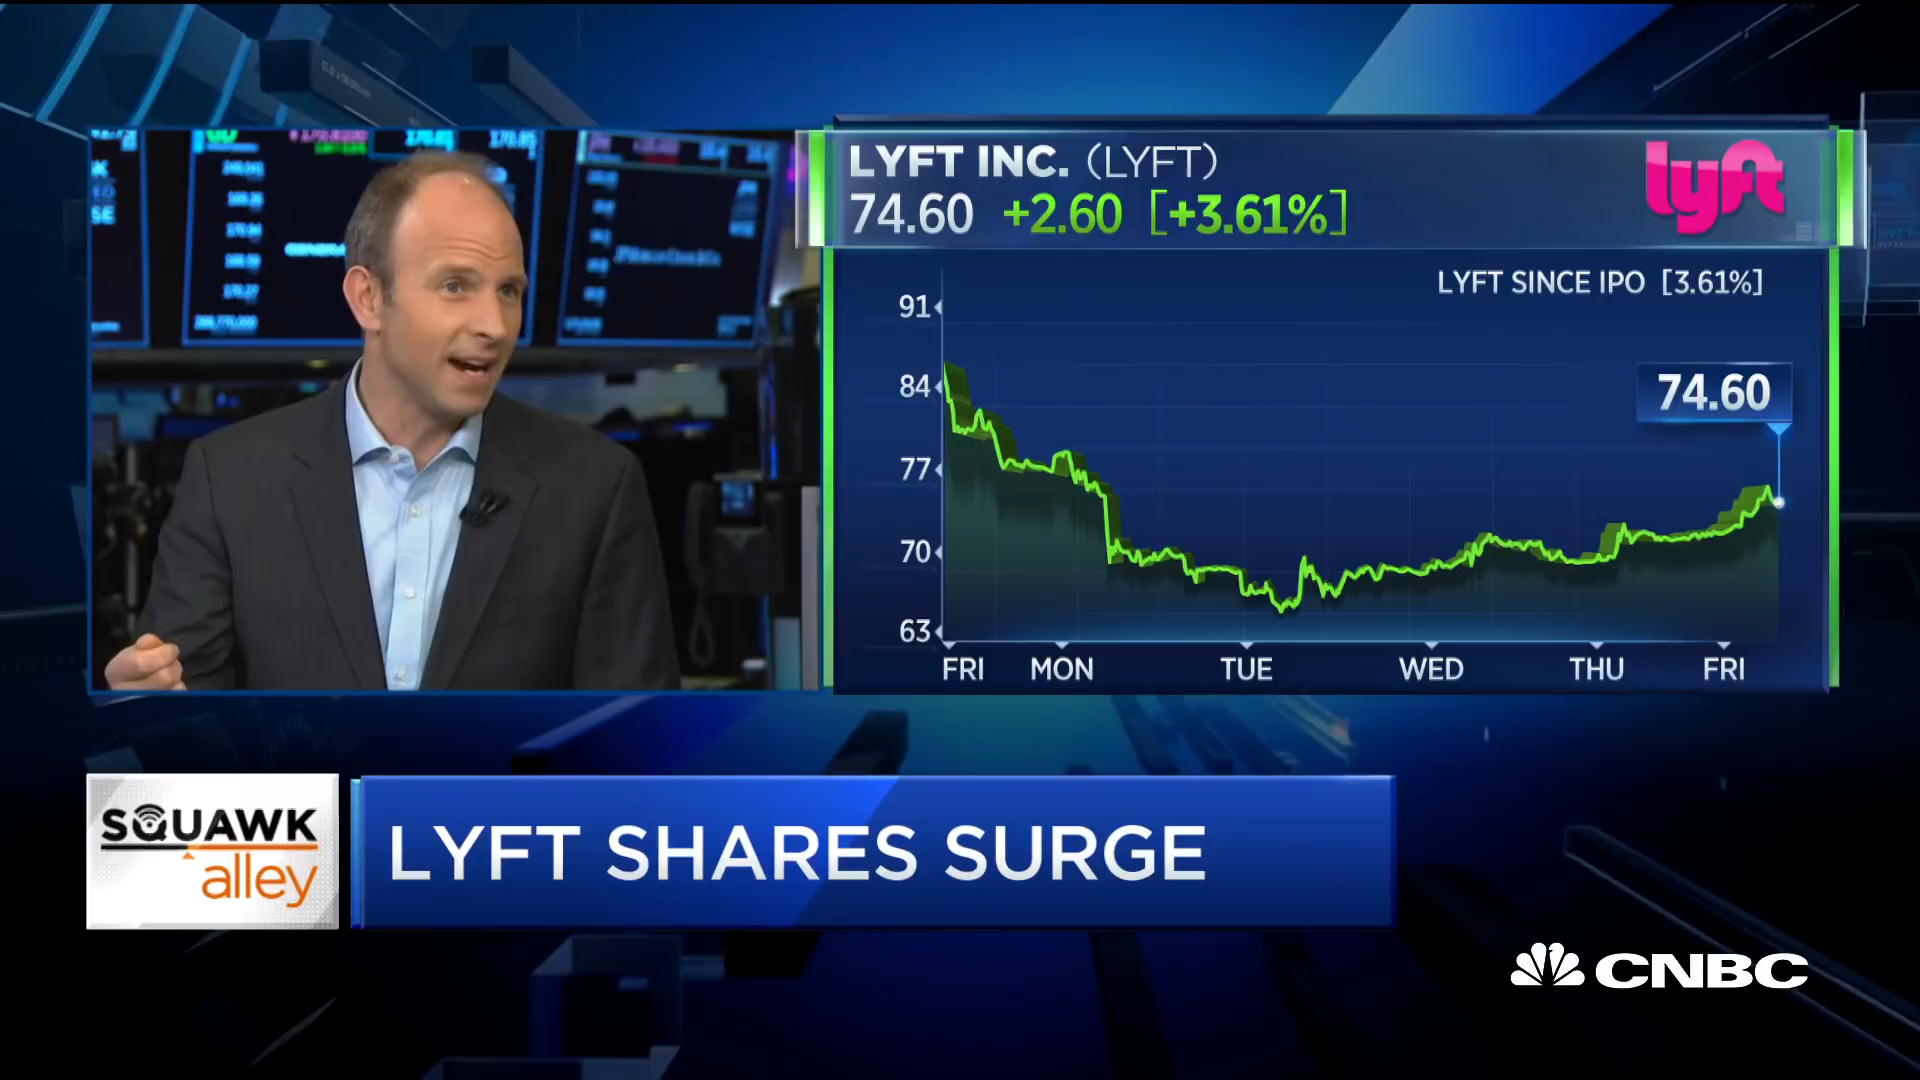 LYFT INC. (LYFT)
74.60 +2.60 [+3.61%]
lyft
LYFT SINCE IPO [3.61%]
91
84
77
70
63
74.60
FRI MON TUE WED THU FRI
SQUAWK
alley
LYFT SHARES SURGE
CNBC